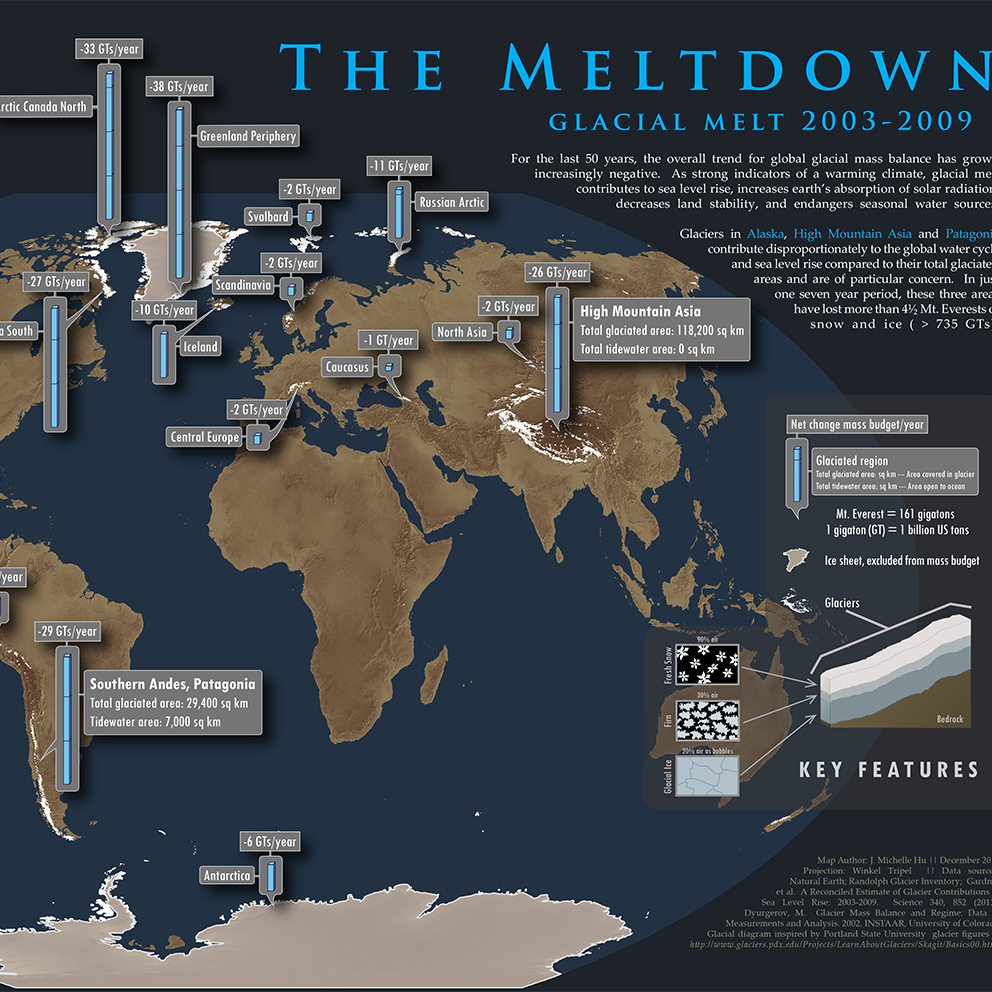 THE MELTDOWN
GLACIAL MELT 2003-2009
For the last 50 years, the overall trend for global glacial mass balance has grow
increasingly negative. As strong indicators of a warming climate, glacial me
contributes to sea level rise, increases earth's absorption of solar radiation
decreases land stability, and endangers seasonal water source
Glaciers in Alaska, High Mountain Asia and Patagoni
contribute disproportionately to the global water cycl
and sea level rise compared to their total glaciate
areas and are of particular concern. In jus
one seven year period, these three area
have lost more than 4½ Mt. Everests o
snow and ice ( > 735 GTs
-33 GTs/year
rctic Canada North
-38 GTs/year
Greenland Periphery
-2 GTs/year
Svalbard
-11 GTs/year
Russian Arctic
-27 GTs/year
a South
-10 GTs/year
Iceland
-2 GTs/year
Scandinavia
-26 GTs/year
High Mountain Asia
Total glaciated area: 118,200 sq km
Total tidewater area: 0 sq km
-2 GTs/year
North Asia
-1 GT/year
Caucasus
-2 GTs/year
Central Europe
/year
-29 GTs/year
Southern Andes, Patagonia
Total glaciated area: 29,400 sq km
Tidewater area: 7,000 sq km
-6 GTs/year
Antarctica
Net change mass budget/year
Glaciated region
Total glaciated area: sq km --- Area covered in glacier
Total tidewater area: sq km --- Area open to ocean
Mt. Everest = 161 gigatons
1 gigaton (GT) = 1 billion US tons
Ice sheet, excluded from mass budget
Glaciers
90% air
Fresh Snow
30% air
Firn
20% air as bubbles
Glacial Ice
Bedrock
KEY FEATURES
Map Author: J. Michelle Hu || December 201
Projection: Winkel Tripel || Data source
Natural Earth; Randolph Glacier Inventory; Gardn
et al. A Reconciled Estimate of Glacier Contributions
Sea Level Rise: 2003-2009. Science 340, 852 (201
Dyurgerov, M. Glacier Mass Balance and Regime: Data
Measurements and Analysis. 2002. INSTAAR, University of Colora
Glacial diagram inspired by Portland State University glacier figures
http://www.glaciers.pdx.edu/Projects/LearnAboutGlaciers/Skagit/Basics00.htm